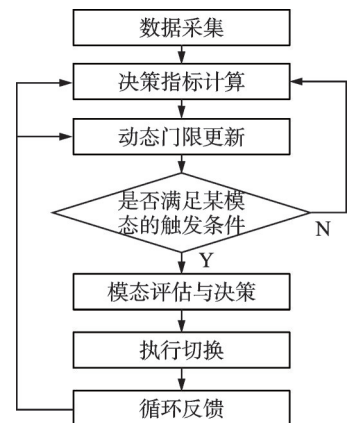 数据采集
决策指标计算
动态门限更新
是否满足某模
态的触发条件
N
Y
模态评估与决策
执行切换
循环反馈